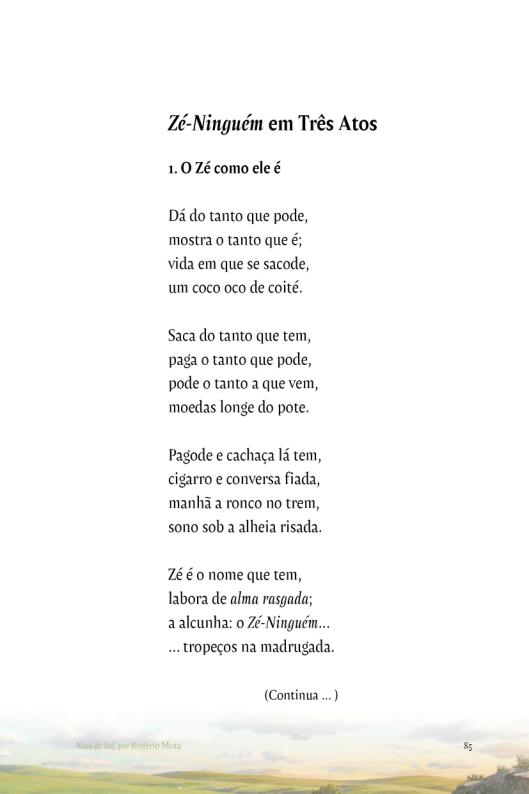 Zé-Ninguém em Três Atos
1. O Zé como ele é
Dá do tanto que pode,
mostra o tanto que é;
vida em que se sacode,
um coco oco de coité.
Saca do tanto que tem,
paga o tanto que pode,
pode o tanto a que vem,
moedas longe do pote.
Pagode e cachaça lá tem,
cigarro e conversa fiada,
manhã a ronco no trem,
sono sob a alheia risada.
Zé é o nome que tem,
labora de alma rasgada;
a alcunha: o Zé-Ninguém...
... tropeços na madrugada.
(Continua ... )
de Sol, por Rogério Mota
85